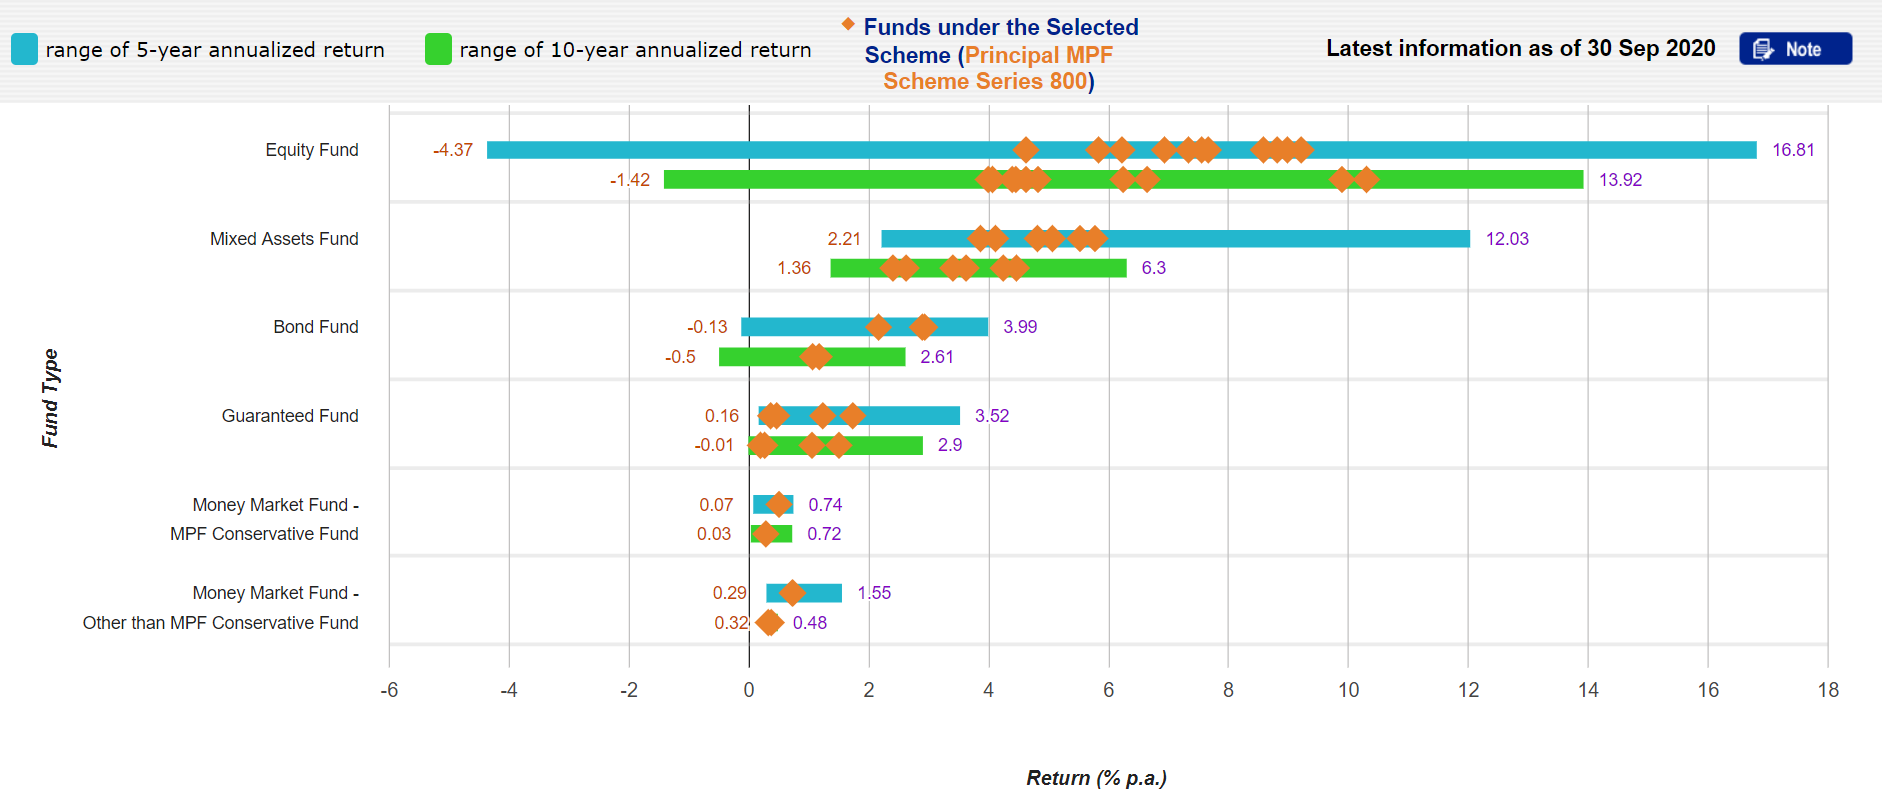 range of 5-year annualized return
range of 10-year annualized return
Funds under the Selected
Scheme (Principal MPF
Scheme Series 800)
Latest information as of 30 Sep 2020
Note
Equity Fund
-4.37
16.81
-1.42
13.92
Mixed Assets Fund
2.21
12.03
1.36
6.3
Bond Fund
-0.13
3.99
-0.5
2.61
Fund Type
Guaranteed Fund
0.16
3.52
-0.01
2.9
Money Market Fund -
0.07
0.74
MPF Conservative Fund
0.03
0.72
Money Market Fund -
0.29
1.55
Other than MPF Conservative Fund
0.32
0.48
-6 -4 -2 0 2 4 6 8 10 12 14 16 18
Return (% p.a.)